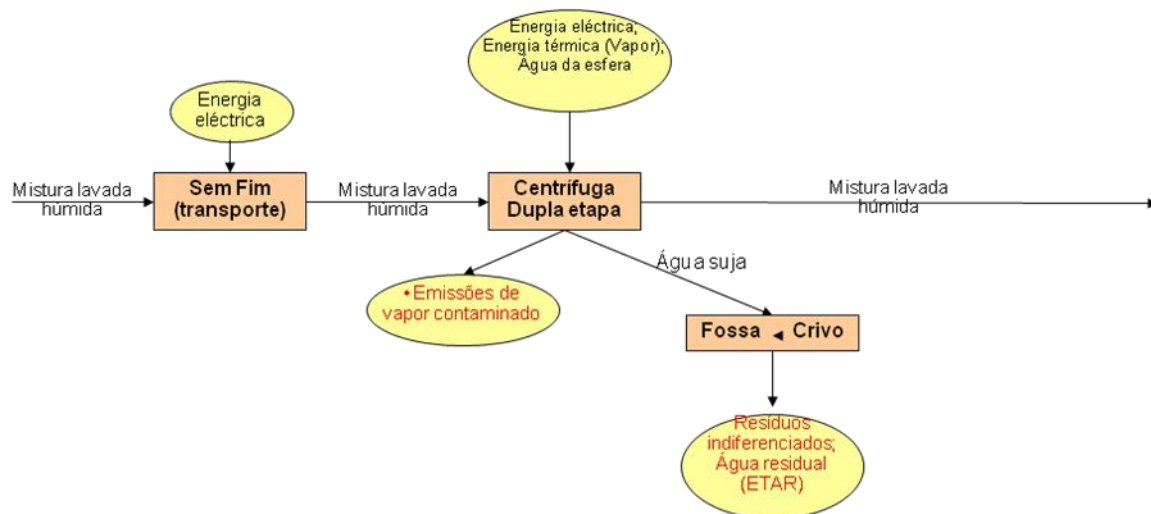 Energia eléctrica;
Energia térmica (Vapor);
Água da esfera
Energia
eléctrica
Mistura lavada
húmida
Sem Fim
(transporte)
Mistura lavada
húmida
Centrífuga
Dupla etapa
Mistura lavada
húmida
•Emissões de
vapor contaminado
Água suja
Fossa ◄ Crivo
Resíduos
indiferenciados;
Água residual
(ETAR)